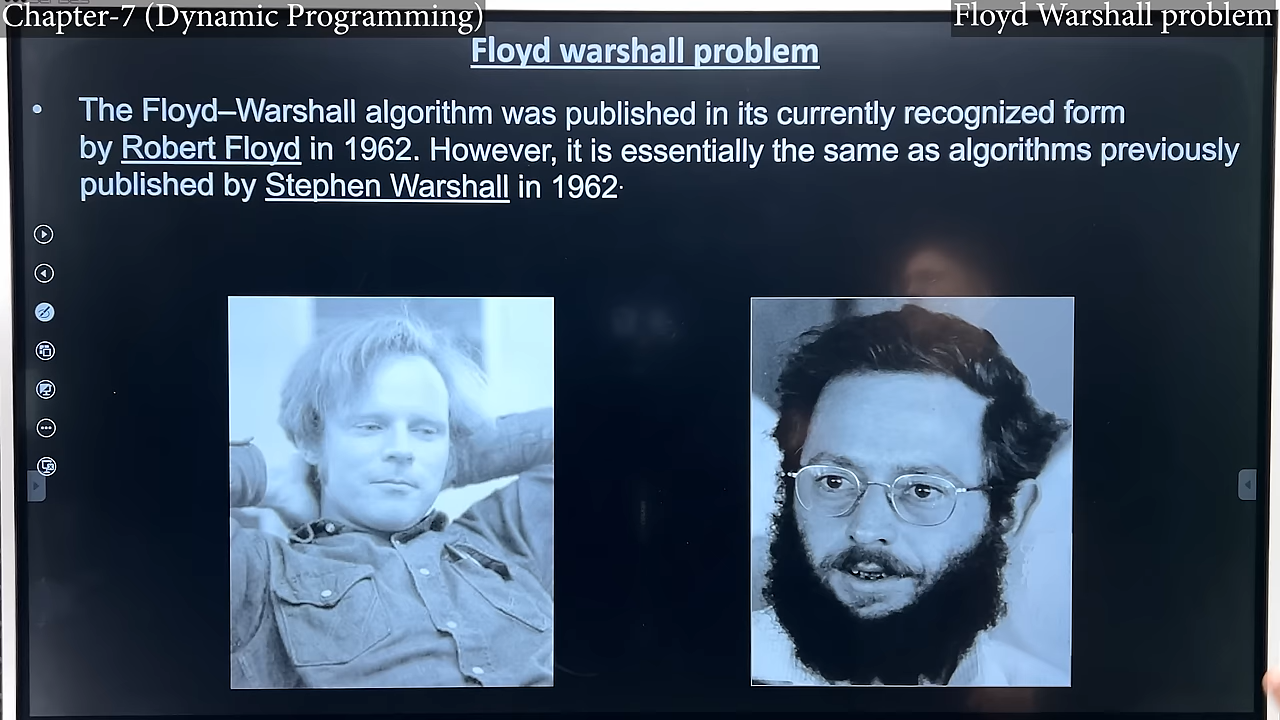 Chapter-7 (Dynamic Programming)
Floyd Warshall problem
Floyd warshall problem
• The Floyd–Warshall algorithm was published in its currently recognized form
by Robert Floyd in 1962. However, it is essentially the same as algorithms previously
published by Stephen Warshall in 1962.